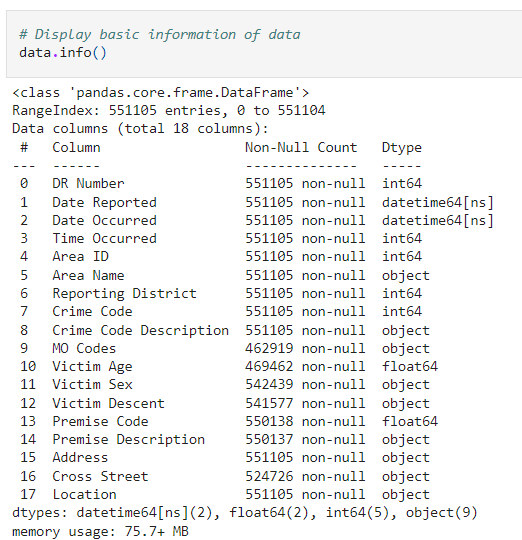 # Display basic information of data
data.info()
<class 'pandas.core.frame.DataFrame'>
RangeIndex: 551105 entries, 0 to 551104
Data columns (total 18 columns):
 #   Column                  Non-Null Count   Dtype
---  ------                  --------------   -----
 0   DR Number               551105 non-null  int64
 1   Date Reported           551105 non-null  datetime64[ns]
 2   Date Occurred           551105 non-null  datetime64[ns]
 3   Time Occurred           551105 non-null  int64
 4   Area ID                 551105 non-null  int64
 5   Area Name               551105 non-null  object
 6   Reporting District      551105 non-null  int64
 7   Crime Code              551105 non-null  int64
 8   Crime Code Description  551105 non-null  object
 9   MO Codes                462919 non-null  object
 10  Victim Age              469462 non-null  float64
 11  Victim Sex              542439 non-null  object
 12  Victim Descent          541577 non-null  object
 13  Premise Code            550138 non-null  float64
 14  Premise Description     550137 non-null  object
 15  Address                 551105 non-null  object
 16  Cross Street            524726 non-null  object
 17  Location                551105 non-null  object
dtypes: datetime64[ns](2), float64(2), int64(5), object(9)
memory usage: 75.7+ MB